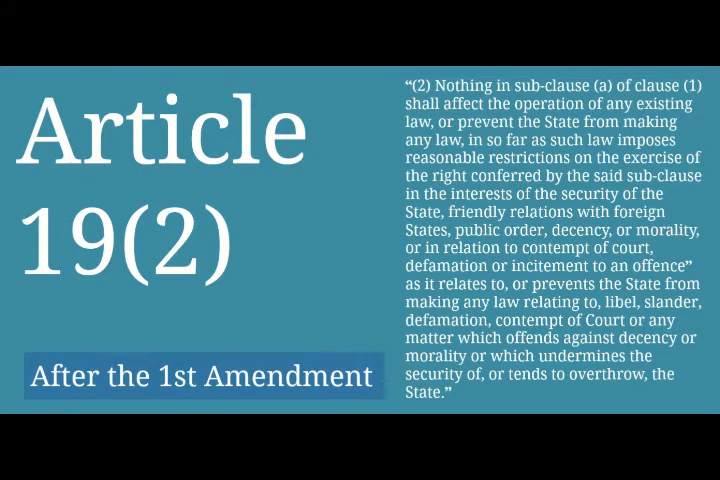 Article
19(2)
After the 1st Amendment
“(2) Nothing in sub-clause (a) of clause (1)
shall affect the operation of any existing
law, or prevent the State from making
any law, in so far as such law imposes
reasonable restrictions on the exercise of
the right conferred by the said sub-clause
in the interests of the security of the
State, friendly relations with foreign
States, public order, decency, or morality,
or in relation to contempt of court,
defamation or incitement to an offence”
as it relates to, or prevents the State from
making any law relating to, libel, slander,
defamation, contempt of Court or any
matter which offends against decency or
morality or which undermines the
security of, or tends to overthrow, the
State.”